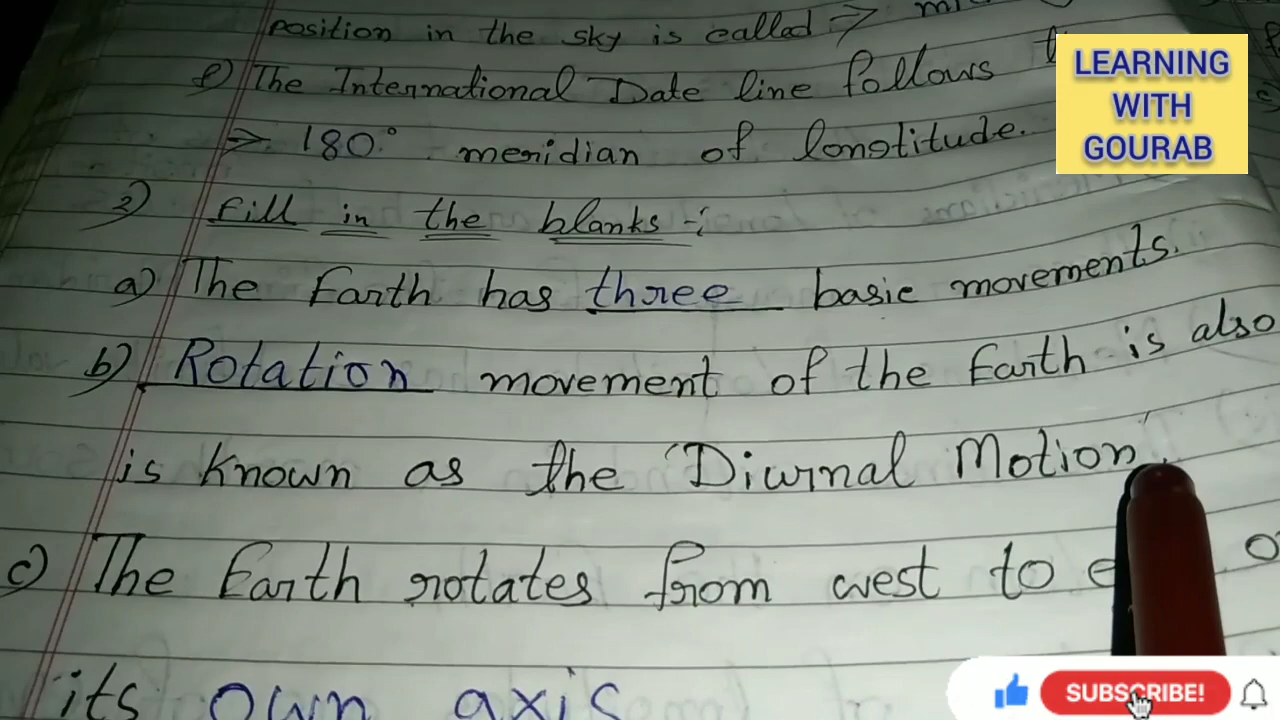 position in the sky is called →
f) The International Date line follows
→ 180° meridian of longtitude.
2) Fill in the blanks :
a) The Earth has three basic movements.
b) Rotation movement of the Earth is also
is known as the 'Diurnal Motion'.
c) The Earth rotates from west to
its own axis
LEARNING
WITH
GOURAB
SUBSCRIBE!